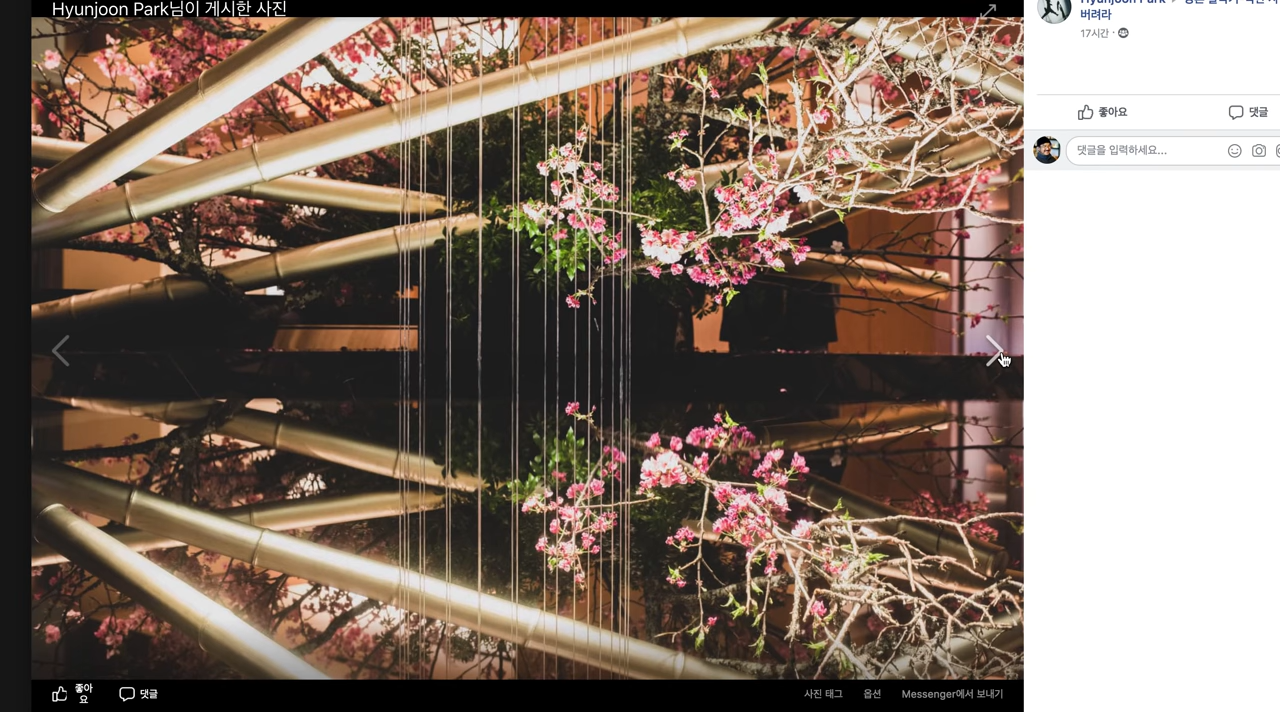 Hyunjoon Park님이 게시한 사진
Hyunjoon Park
버려라
17시간 ·
좋아요 댓글
댓글을 입력하세요...
좋아
요
댓글
사진 태그 옵션 Messenger에서 보내기